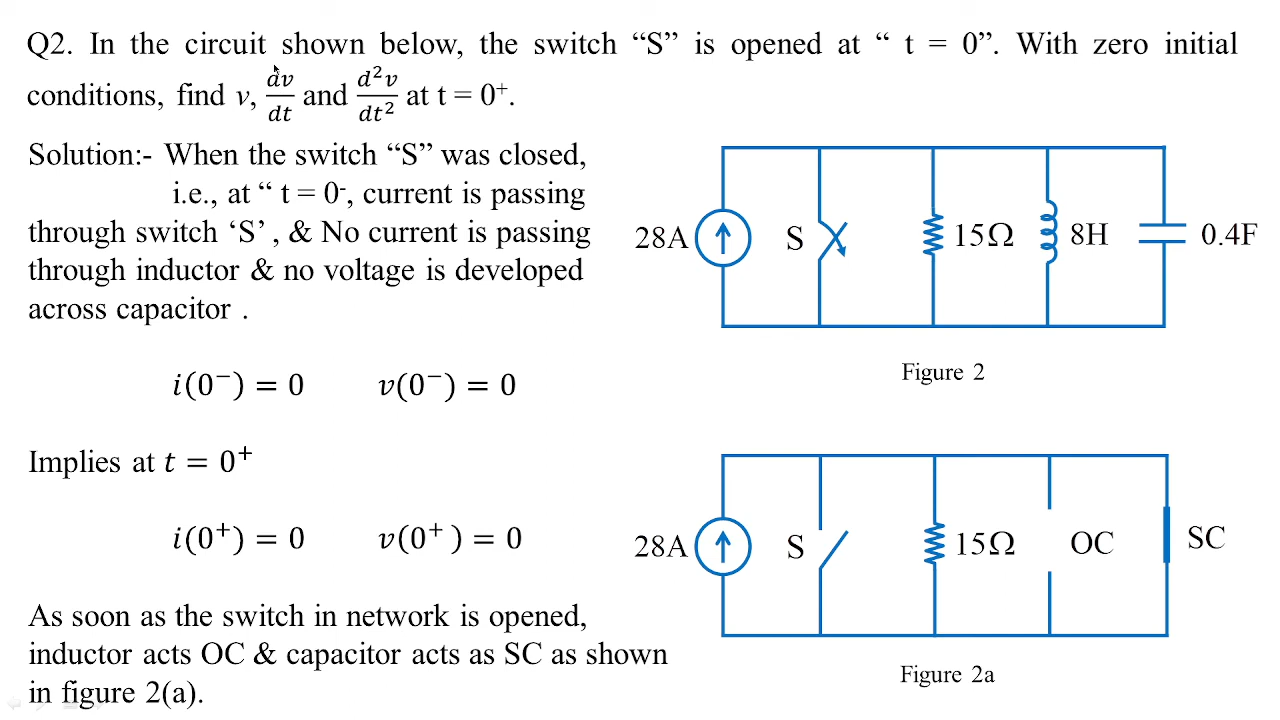 Q2. In the circuit shown below, the switch “S” is opened at “ t = 0”. With zero initial
conditions, find v, dv/dt and d²v/dt² at t = 0⁺.
Solution:- When the switch “S” was closed,
i.e., at “ t = 0⁻, current is passing
through switch ‘S’ , & No current is passing
through inductor & no voltage is developed
across capacitor .
28A
S
15Ω
8H
0.4F
Figure 2
i(0⁻) = 0 v(0⁻) = 0
Implies at t = 0⁺
i(0⁺) = 0 v(0⁺ ) = 0
28A
S
15Ω
OC
SC
Figure 2a
As soon as the switch in network is opened,
inductor acts OC & capacitor acts as SC as shown
in figure 2(a).